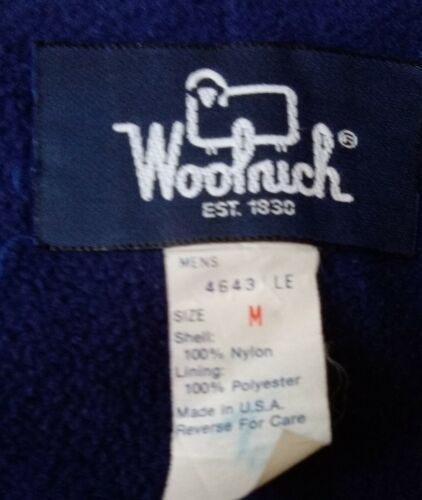 Woolrich®
EST. 1830
MENS
4643 LE
SIZE M
Shell:
100% Nylon
Lining:
100% Polyester
Made in U.S.A.
Reverse For Care